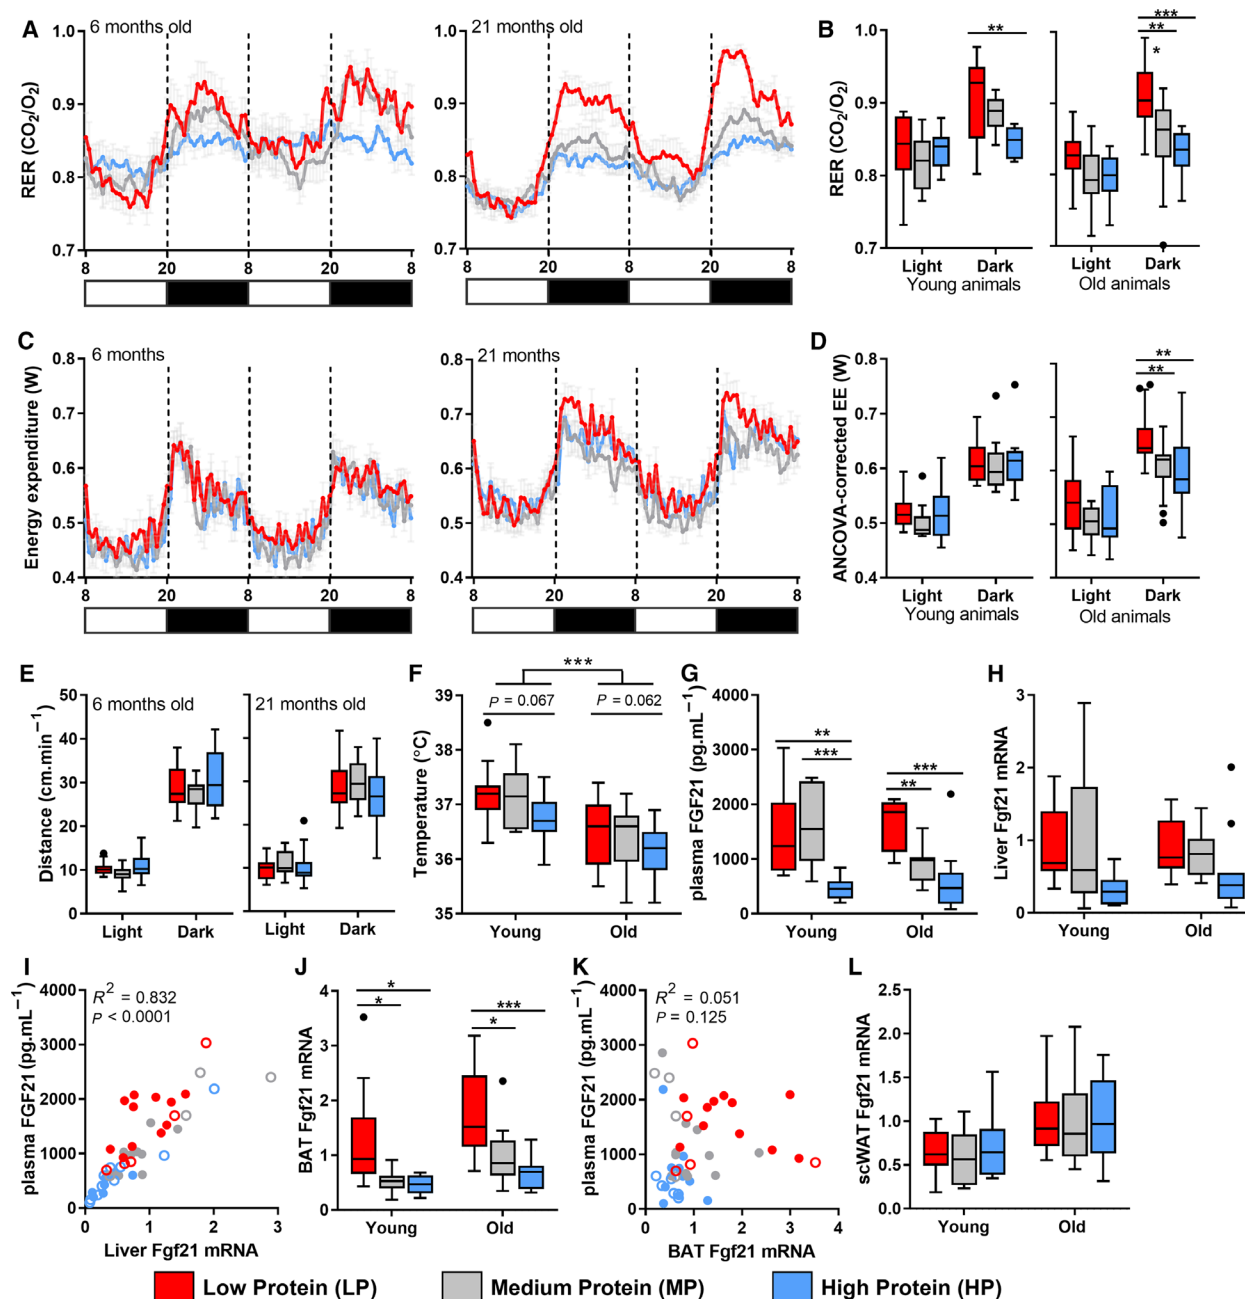 A
6 months old
RER (CO₂/O₂)
1.0
0.9
0.8
0.7
8
20
8
20
8
21 months old
1.0
0.9
0.8
0.7
8
20
8
20
8
B
RER (CO₂/O₂)
1.0
0.9
0.8
0.7
**
***
**
*
Light
Dark
Young animals
Light
Dark
Old animals
C
6 months
Energy expenditure (W)
0.8
0.7
0.6
0.5
0.4
8
20
8
20
8
21 months
0.8
0.7
0.6
0.5
0.4
8
20
8
20
8
D
ANCOVA-corrected EE (W)
0.8
0.7
0.6
0.5
0.4
**
**
Light
Dark
Young animals
Light
Dark
Old animals
E
Distance (cm.min⁻¹)
50
40
30
20
10
0
6 months old
21 months old
Light
Dark
Light
Dark
F
Temperature (°C)
39
38
37
36
35
***
P = 0.067
P = 0.062
Young
Old
G
plasma FGF21 (pg.mL⁻¹)
4000
3000
2000
1000
0
**
***
***
**
Young
Old
H
Liver Fgf21 mRNA
3
2
1
0
Young
Old
I
R² = 0.832
P < 0.0001
plasma FGF21 (pg.mL⁻¹)
4000
3000
2000
1000
0
0
1
2
3
Liver Fgf21 mRNA
J
BAT Fgf21 mRNA
4
3
2
1
0
*
*
***
*
Young
Old
K
R² = 0.051
P = 0.125
plasma FGF21 (pg.mL⁻¹)
4000
3000
2000
1000
0
0
1
2
3
4
BAT Fgf21 mRNA
L
scWAT Fgf21 mRNA
2.5
2.0
1.5
1.0
0.5
0.0
Young
Old
Low Protein (LP)
Medium Protein (MP)
High Protein (HP)